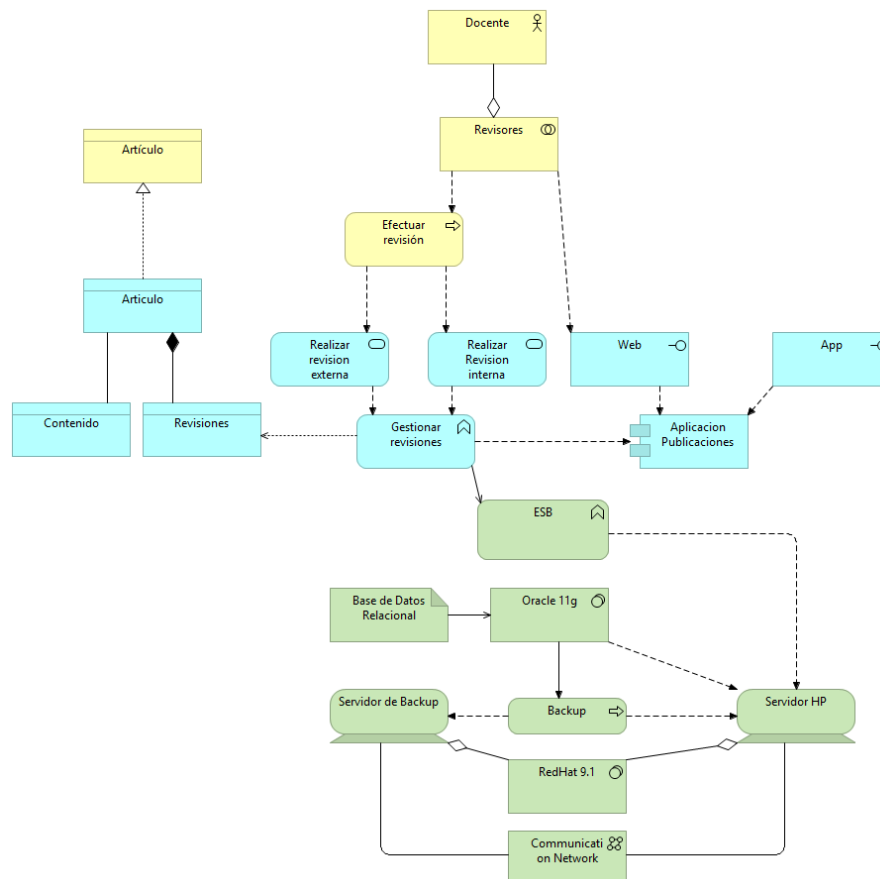 Docente
Revisores
Artículo
Efectuar
revisión
Articulo
Realizar
revision
externa
Realizar
Revision
interna
Web
App
Contenido
Revisiones
Gestionar
revisiones
Aplicacion
Publicaciones
ESB
Base de Datos
Relacional
Oracle 11g
Servidor de Backup
Backup
Servidor HP
RedHat 9.1
Communicati
on Network